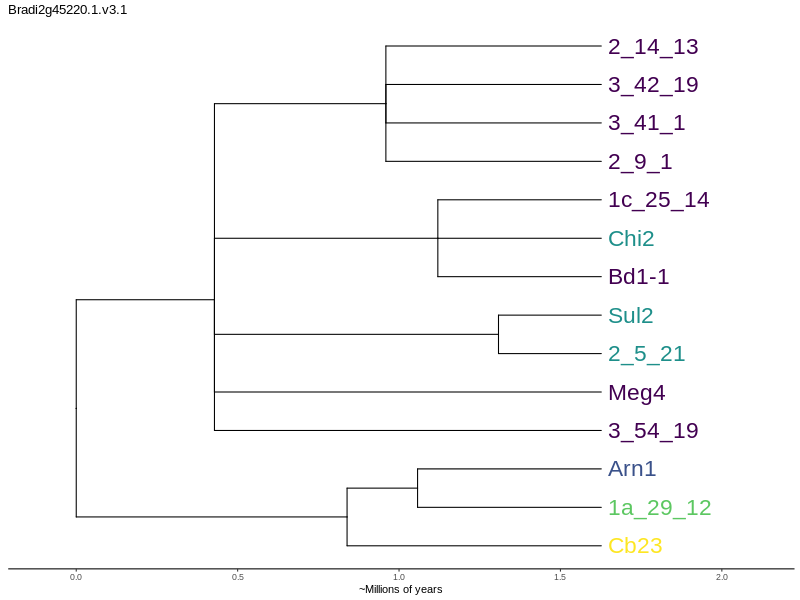 Bradi2g45220.1.v3.1
2_14_13
3_42_19
3_41_1
2_9_1
1c_25_14
Chi2
Bd1-1
Sul2
2_5_21
Meg4
3_54_19
Arn1
1a_29_12
Cb23
0.0 0.5 1.0 1.5 2.0
~Millions of years